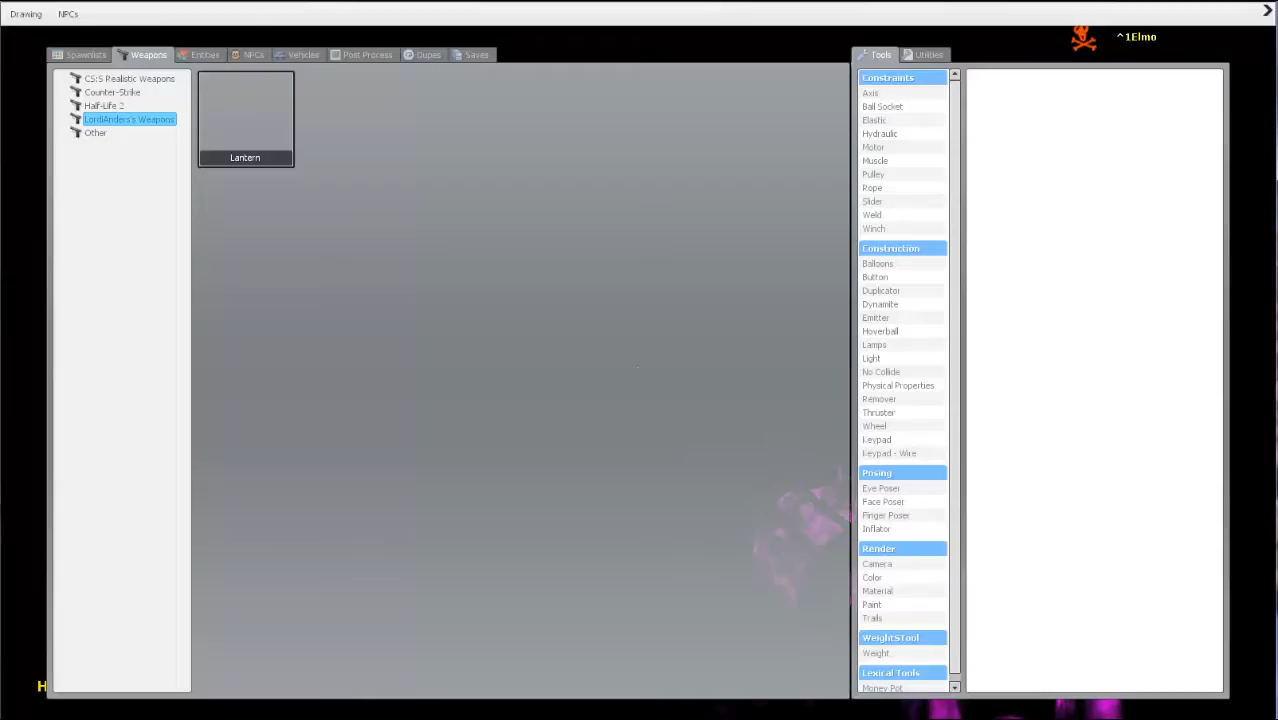 Drawing NPCs
^1Elmo
Spawnlists Weapons Entities NPCs Vehicles Post Process Dupes Saves
Tools Utilities
CS:S Realistic Weapons
Counter-Strike
Half-Life 2
LordiAnders's Weapons
Other
Lantern
Constraints
Axis
Ball Socket
Elastic
Hydraulic
Motor
Muscle
Pulley
Rope
Slider
Weld
Winch
Construction
Balloons
Button
Duplicator
Dynamite
Emitter
Hoverball
Lamps
Light
No Collide
Physical Properties
Remover
Thruster
Wheel
Keypad
Keypad - Wire
Posing
Eye Poser
Face Poser
Finger Poser
Inflator
Render
Camera
Color
Material
Paint
Trails
WeightSTool
Weight
Lexical Tools
Money Pot
H